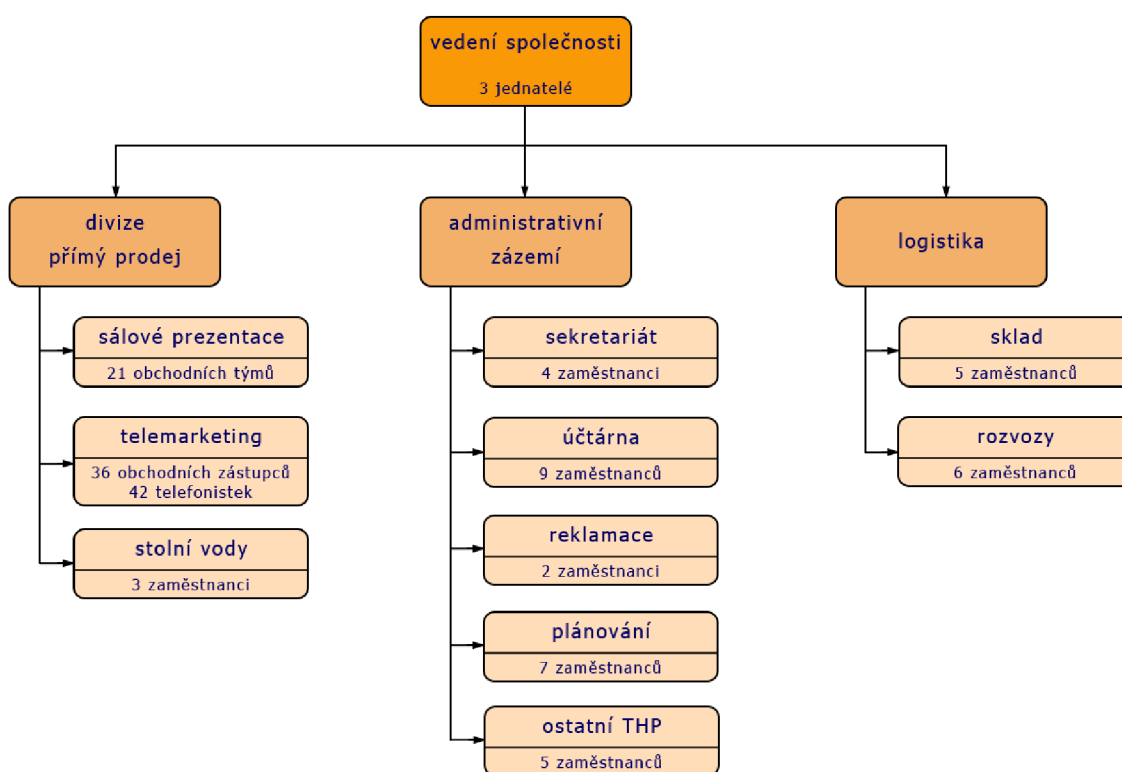 vedení společnosti
3 jednatelé
divize
přímý prodej
sálové prezentace
21 obchodních týmů
telemarketing
36 obchodních zástupců
42 telefonistek
stolní vody
3 zaměstnanci
administrativní
zázemí
sekretariát
4 zaměstnanci
účtárna
9 zaměstnanců
reklamace
2 zaměstnanci
plánování
7 zaměstnanců
ostatní THP
5 zaměstnanců
logistika
sklad
5 zaměstnanců
rozvozy
6 zaměstnanců